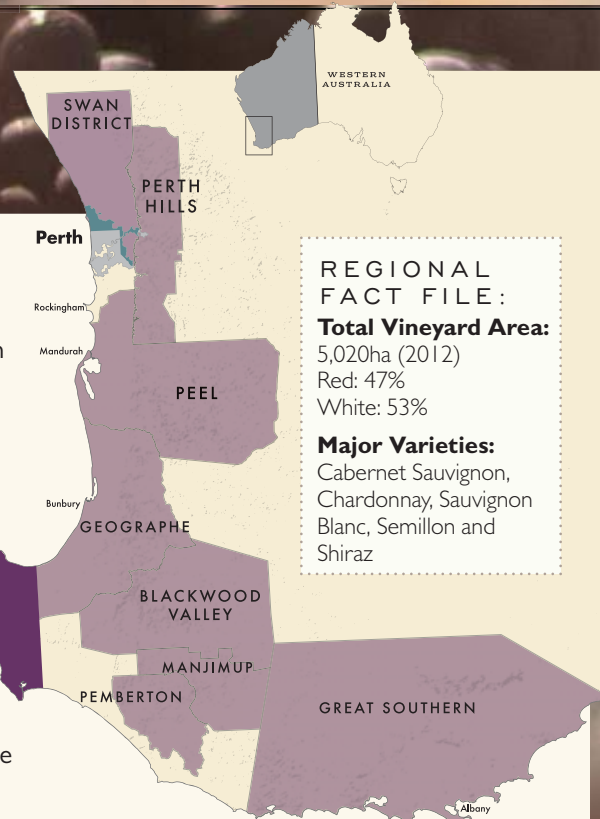 WESTERN
AUSTRALIA
SWAN
DISTRICT
PERTH
HILLS
Perth
Rockingham
Mandurah
PEEL
Bunbury
GEOGRAPHE
BLACKWOOD
VALLEY
MANJIMUP
PEMBERTON
GREAT SOUTHERN
Albany
REGIONAL
FACT FILE:
Total Vineyard Area:
5,020ha (2012)
Red: 47%
White: 53%
Major Varieties:
Cabernet Sauvignon,
Chardonnay, Sauvignon
Blanc, Semillon and
Shiraz